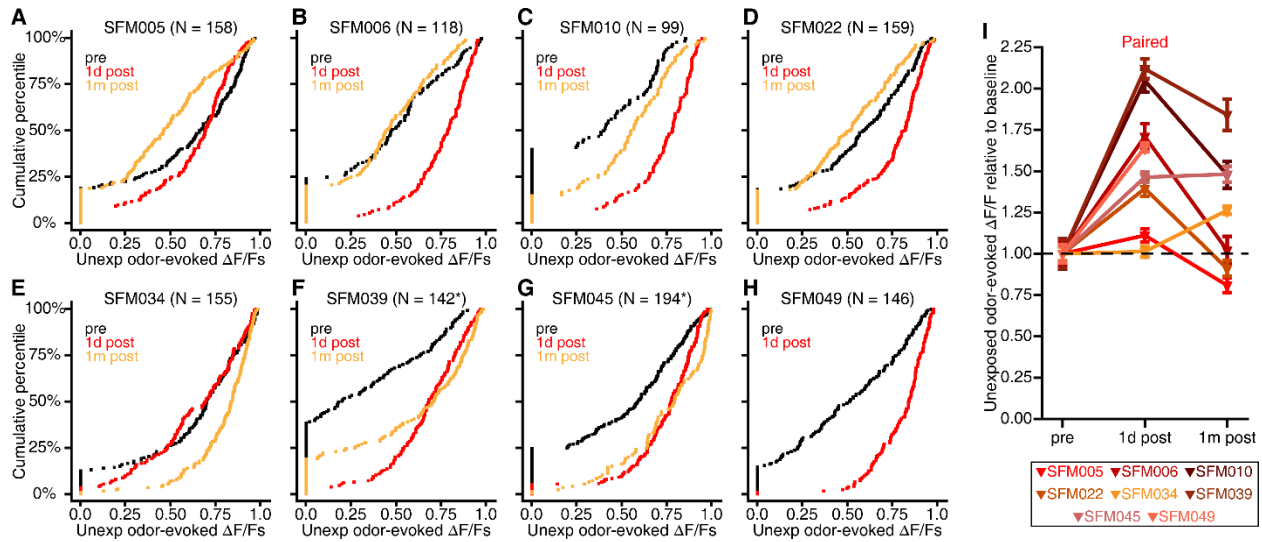 A
SFM005 (N = 158)
100%
75%
50%
25%
0%
Cumulative percentile
pre
1d post
1m post
0.0 0.25 0.50 0.75 1.0
Unexp odor-evoked ΔF/Fs
B
SFM006 (N = 118)
pre
1d post
1m post
0.0 0.25 0.50 0.75 1.0
Unexp odor-evoked ΔF/Fs
C
SFM010 (N = 99)
pre
1d post
1m post
0.0 0.25 0.50 0.75 1.0
Unexp odor-evoked ΔF/Fs
D
SFM022 (N = 159)
pre
1d post
1m post
0.0 0.25 0.50 0.75 1.0
Unexp odor-evoked ΔF/Fs
E
SFM034 (N = 155)
100%
75%
50%
25%
0%
Cumulative percentile
pre
1d post
1m post
0.0 0.25 0.50 0.75 1.0
Unexp odor-evoked ΔF/Fs
F
SFM039 (N = 142*)
pre
1d post
1m post
0.0 0.25 0.50 0.75 1.0
Unexp odor-evoked ΔF/Fs
G
SFM045 (N = 194*)
pre
1d post
1m post
0.0 0.25 0.50 0.75 1.0
Unexp odor-evoked ΔF/Fs
H
SFM049 (N = 146)
pre
1d post
0.0 0.25 0.50 0.75 1.0
Unexp odor-evoked ΔF/Fs
I
Paired
Unexposed odor-evoked ΔF/F relative to baseline
2.25
2.00
1.75
1.50
1.25
1.00
0.75
0.50
0.25
0.00
pre 1d post 1m post
SFM005 SFM006 SFM010
SFM022 SFM034 SFM039
SFM045 SFM049